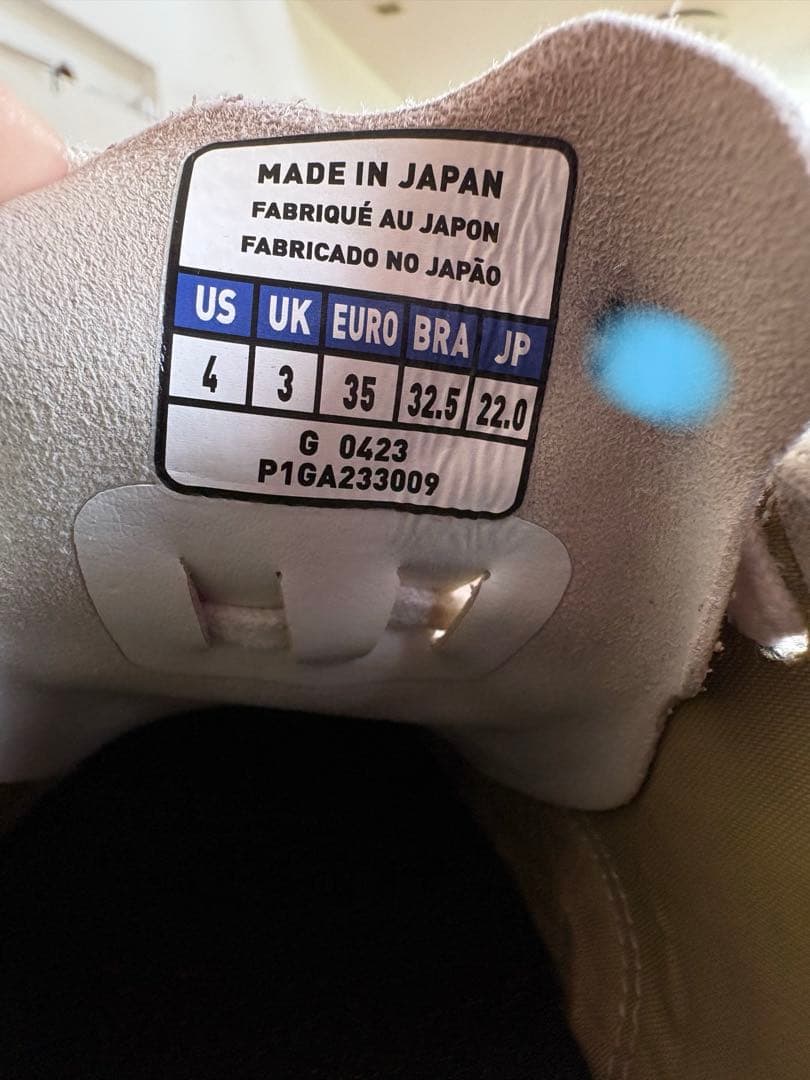 MADE IN JAPAN
FABRIQUÉ AU JAPON
FABRICADO NO JAPÃO
US UK EURO BRA JP
4 3 35 32.5 22.0
G 0423
P1GA233009